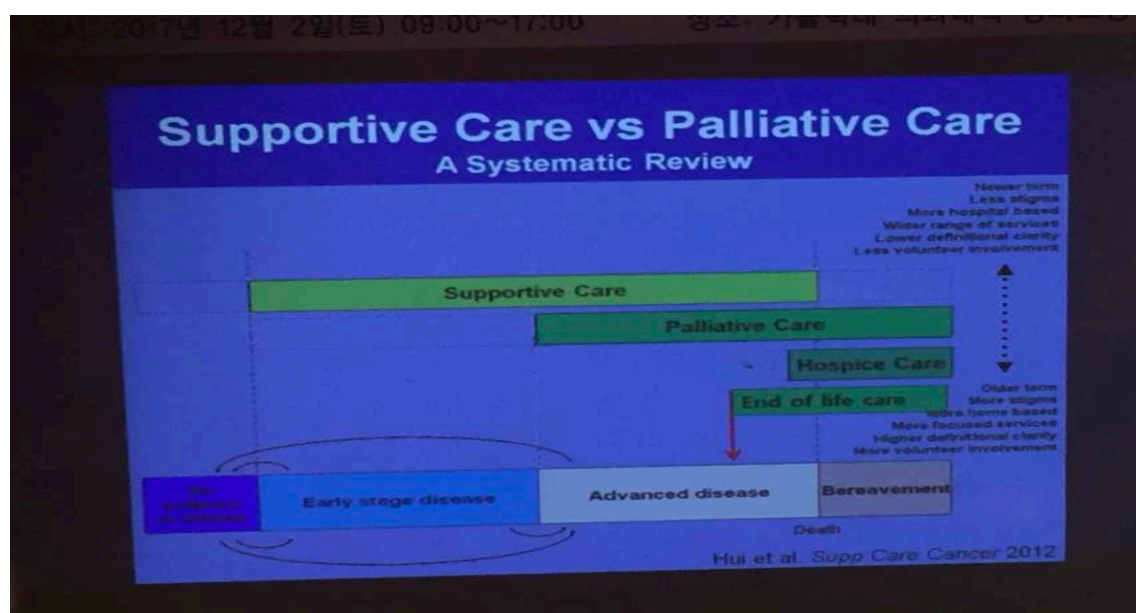 2017년 12월 2일(토) 09:00~17:00
Supportive Care vs Palliative Care
A Systematic Review
Newer term
Less stigma
More hospital based
Wider range of services
Lower definitional clarity
Less volunteer involvement
Supportive Care
Palliative Care
Hospice Care
End of life care
Older term
More stigma
More home based
More focused services
Higher definitional clarity
More volunteer involvement
Early stage disease
Advanced disease
Bereavement
Death
Hui et al. Supp Care Cancer 2012